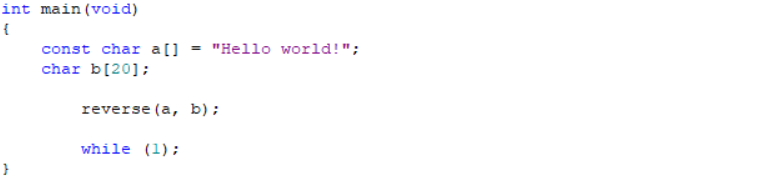 int main(void)
{
    const char a[] = "Hello world!";
    char b[20];
        reverse(a, b);
        while (1);
}